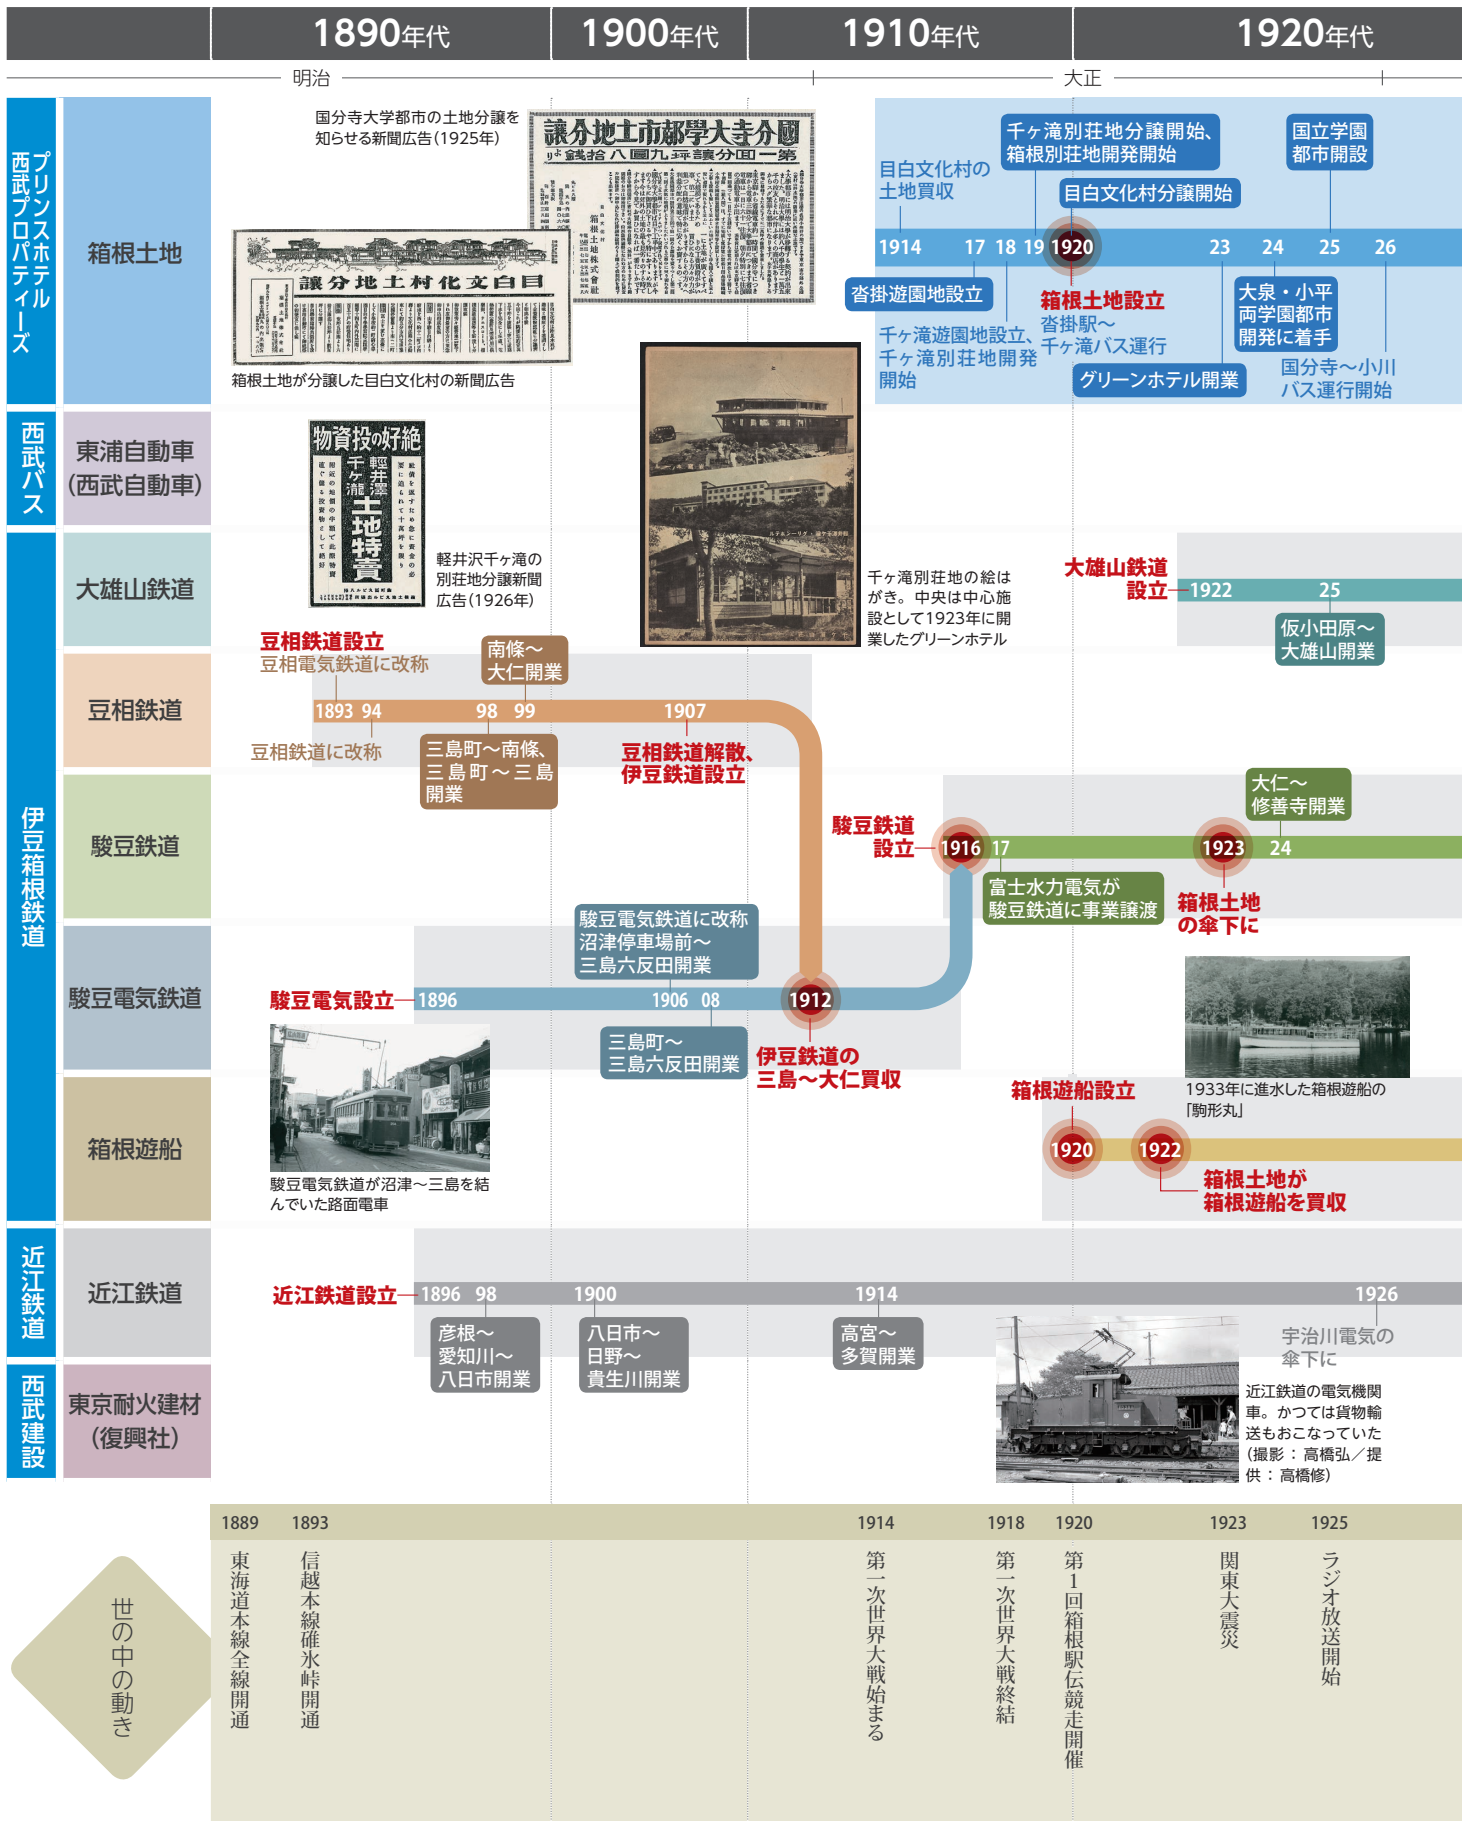 1890年代
1900年代
1910年代
1920年代
明治
大正
プリンスホテル
西武プロパティーズ
箱根土地
国分寺大学都市の土地分譲を
知らせる新聞広告（1925年）
國分寺大學都市土地分讓
第一回分讓坪九圓八拾錢より
箱根土地株式會社
目白文化村土地分讓
箱根土地が分譲した目白文化村の新聞広告
目白文化村の
土地買収
千ヶ滝別荘地分譲開始、
箱根別荘地開発開始
目白文化村分譲開始
国立学園
都市開設
1914
17
18
19
1920
23
24
25
26
沓掛遊園地設立
千ヶ滝遊園地設立、
千ヶ滝別荘地開発
開始
箱根土地設立
沓掛駅〜
千ヶ滝バス運行
グリーンホテル開業
大泉・小平
両学園都市
開発に着手
国分寺〜小川
バス運行開始
西武バス
東浦自動車
（西武自動車）
絶好の投資物
輕井澤
千ヶ瀧
土地特賣
軽井沢千ヶ滝の
別荘地分譲新聞
広告（1926年）
千ヶ滝別荘地の絵は
がき。中央は中心施
設として1923年に開
業したグリーンホテル
伊豆箱根鉄道
大雄山鉄道
大雄山鉄道
設立
1922
25
仮小田原〜
大雄山開業
豆相鉄道
豆相鉄道設立
豆相電気鉄道に改称
南條〜
大仁開業
1893
94
98
99
1907
豆相鉄道に改称
三島町〜南條、
三島町〜三島
開業
豆相鉄道解散、
伊豆鉄道設立
駿豆鉄道
駿豆鉄道
設立
1916
17
1923
24
大仁〜
修善寺開業
富士水力電気が
駿豆鉄道に事業譲渡
箱根土地
の傘下に
駿豆電気鉄道
駿豆電気鉄道に改称
沼津停車場前〜
三島六反田開業
駿豆電気設立
1896
1906
08
1912
三島町〜
三島六反田開業
伊豆鉄道の
三島〜大仁買収
駿豆電気鉄道が沼津〜三島を結
んでいた路面電車
1933年に進水した箱根遊船の
「駒形丸」
箱根遊船
箱根遊船設立
1920
1922
箱根土地が
箱根遊船を買収
近江鉄道
近江鉄道
近江鉄道設立
1896
98
1900
1914
1926
彦根〜
愛知川〜
八日市開業
八日市〜
日野〜
貴生川開業
高宮〜
多賀開業
宇治川電気の
傘下に
近江鉄道の電気機関
車。かつては貨物輸
送もおこなっていた
（撮影：高橋弘／提
供：高橋修）
西武建設
東京耐火建材
（復興社）
世の中の動き
1889
東海道本線全線開通
1893
信越本線碓氷峠開通
1914
第一次世界大戦始まる
1918
第一次世界大戦終結
1920
第1回箱根駅伝競走開催
1923
関東大震災
1925
ラジオ放送開始